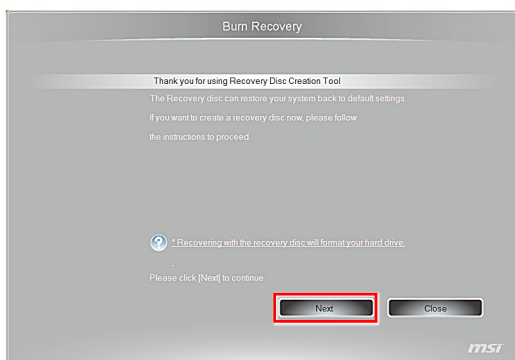 Burn Recovery
Thank you for using Recovery Disc Creation Tool
The Recovery disc can restore your system back to default settings
If you want to create a recovery disc now, please follow
the instructions to proceed.
* Recovering with the recovery disc will format your hard drive.
Please click [Next] to continue
Next Close
msi